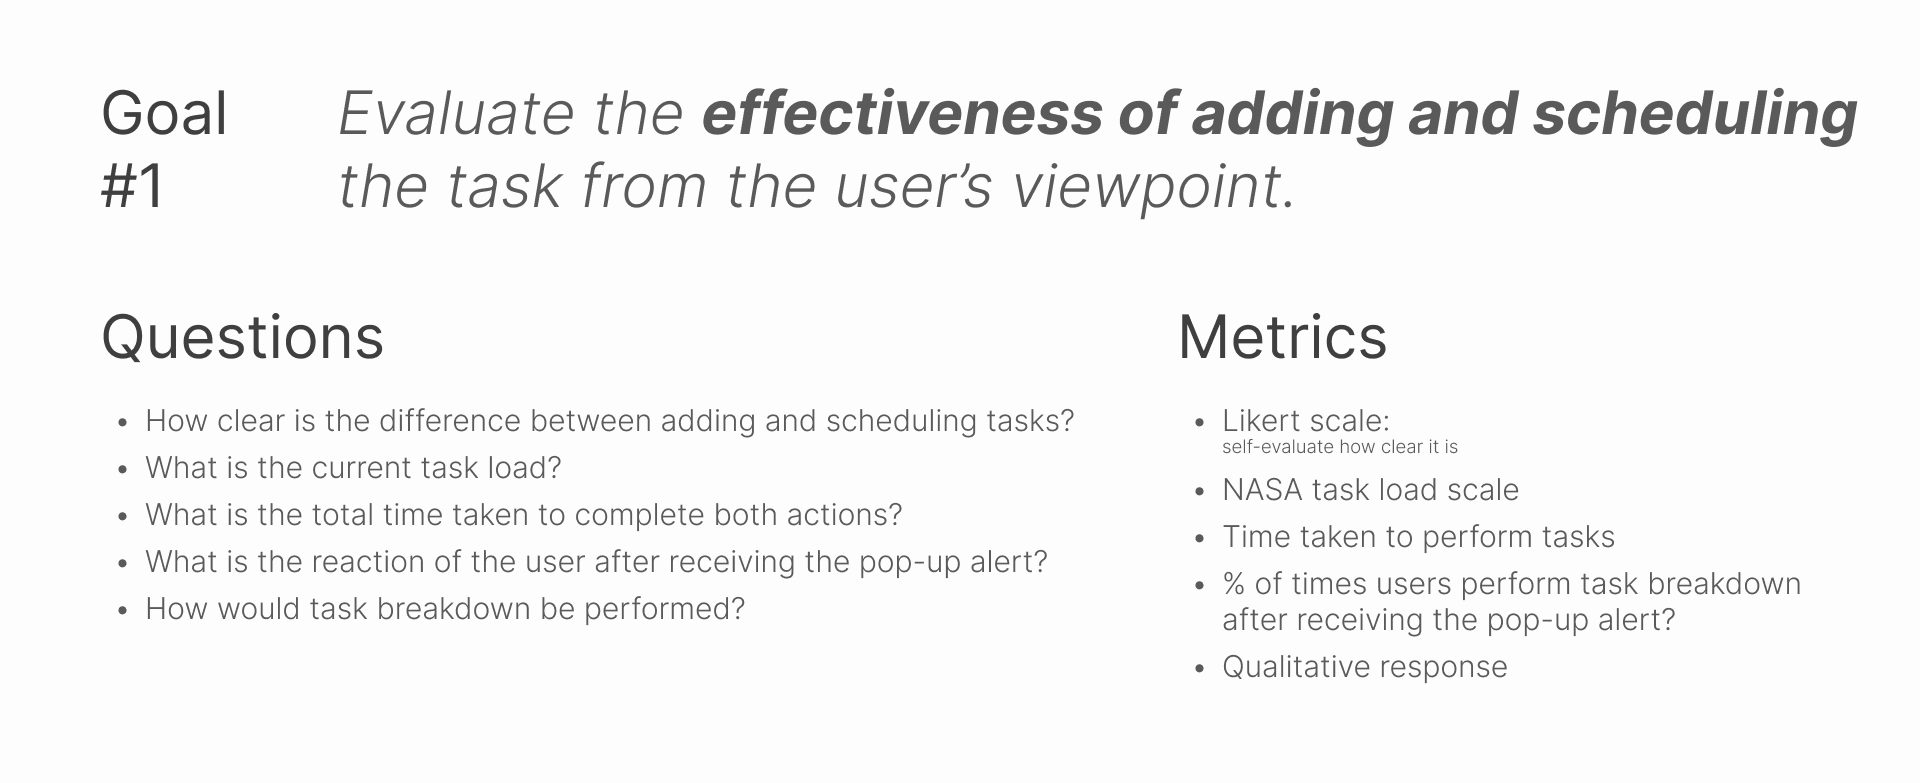 Goal
#1
Evaluate the effectiveness of adding and scheduling
the task from the user’s viewpoint.
Questions
• How clear is the difference between adding and scheduling tasks?
• What is the current task load?
• What is the total time taken to complete both actions?
• What is the reaction of the user after receiving the pop-up alert?
• How would task breakdown be performed?
Metrics
• Likert scale:
self-evaluate how clear it is
• NASA task load scale
• Time taken to perform tasks
• % of times users perform task breakdown
after receiving the pop-up alert?
• Qualitative response